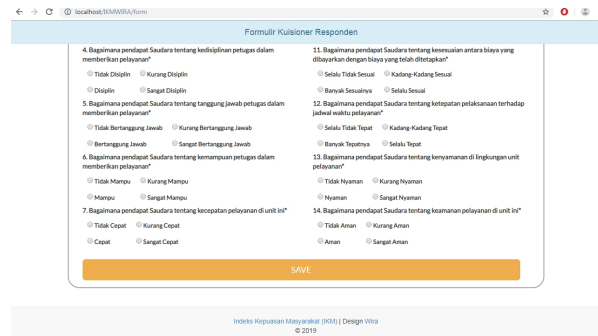 localhost/IKMWIRA/form
Formulir Kuisioner Responden
4. Bagaimana pendapat Saudara tentang kedisiplinan petugas dalam
memberikan pelayanan*
Tidak Disiplin Kurang Disiplin
Disiplin Sangat Disiplin
5. Bagaimana pendapat Saudara tentang tanggung jawab petugas dalam
memberikan pelayanan*
Tidak Bertanggung Jawab Kurang Bertanggung Jawab
Bertanggung Jawab Sangat Bertanggung Jawab
6. Bagaimana pendapat Saudara tentang kemampuan petugas dalam
memberikan pelayanan*
Tidak Mampu Kurang Mampu
Mampu Sangat Mampu
7. Bagaimana pendapat Saudara tentang kecepatan pelayanan di unit ini*
Tidak Cepat Kurang Cepat
Cepat Sangat Cepat
11. Bagaimana pendapat Saudara tentang kesesuaian antara biaya yang
dibayarkan dengan biaya yang telah ditetapkan*
Selalu Tidak Sesuai Kadang-Kadang Sesuai
Banyak Sesuainya Selalu Sesuai
12. Bagaimana pendapat Saudara tentang ketepatan pelaksanaan terhadap
jadwal waktu pelayanan*
Selalu Tidak Tepat Kadang-Kadang Tepat
Banyak Tepatnya Selalu Tepat
13. Bagaimana pendapat Saudara tentang kenyamanan di lingkungan unit
pelayanan*
Tidak Nyaman Kurang Nyaman
Nyaman Sangat Nyaman
14. Bagaimana pendapat Saudara tentang keamanan pelayanan di unit ini*
Tidak Aman Kurang Aman
Aman Sangat Aman
SAVE
Indeks Kepuasan Masyarakat (IKM) | Design Wira
© 2019